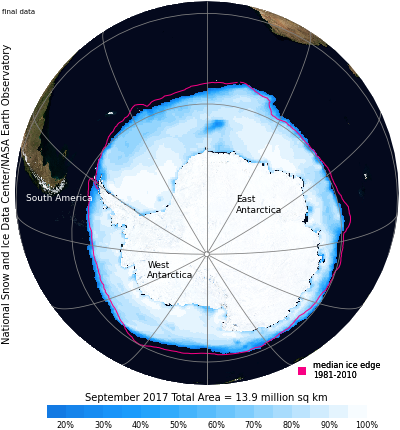 final data
National Snow and Ice Data Center/NASA Earth Observatory
South America
East
Antarctica
West
Antarctica
median ice edge
1981-2010
September 2017 Total Area = 13.9 million sq km
20% 30% 40% 50% 60% 70% 80% 90% 100%